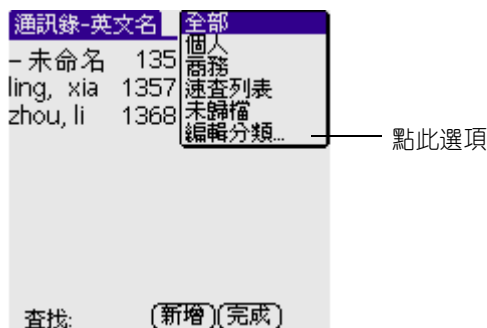 通訊錄-英文名
全部
個人
商務
速查列表
未歸檔
編輯分類...
– 未命名 135
ling, xia 1357
zhou, li 1368
點此選項
查找: 新增 完成